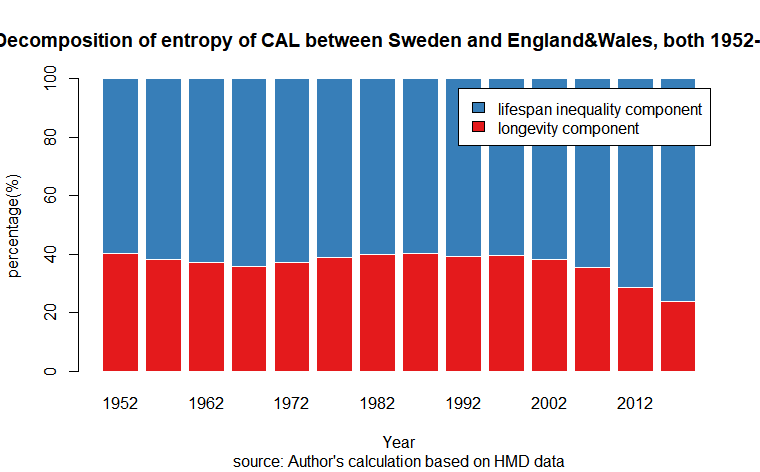 Decomposition of entropy of CAL between Sweden and England&Wales, both 1952-
percentage(%)
100
80
60
40
20
0
lifespan inequality component
longevity component
1952 1962 1972 1982 1992 2002 2012
Year
source: Author's calculation based on HMD data